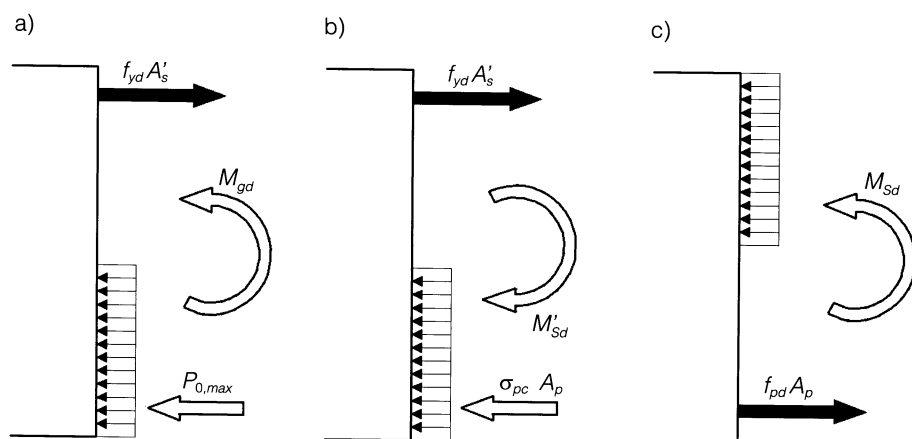 a)
b)
c)
f_yd A'_s
f_yd A'_s
M_gd
M_Sd
M'_Sd
P_0,max
σ_pc A_p
f_pd A_p